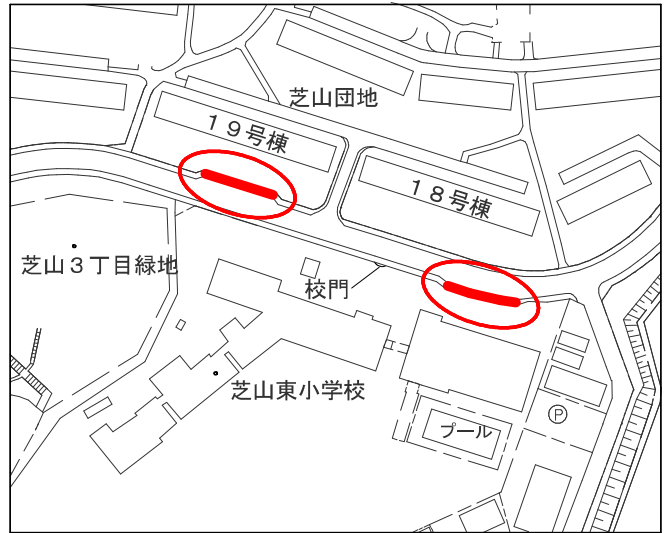 芝山団地
１９号棟
１８号棟
芝山３丁目緑地
校門
芝山東小学校
プール
P